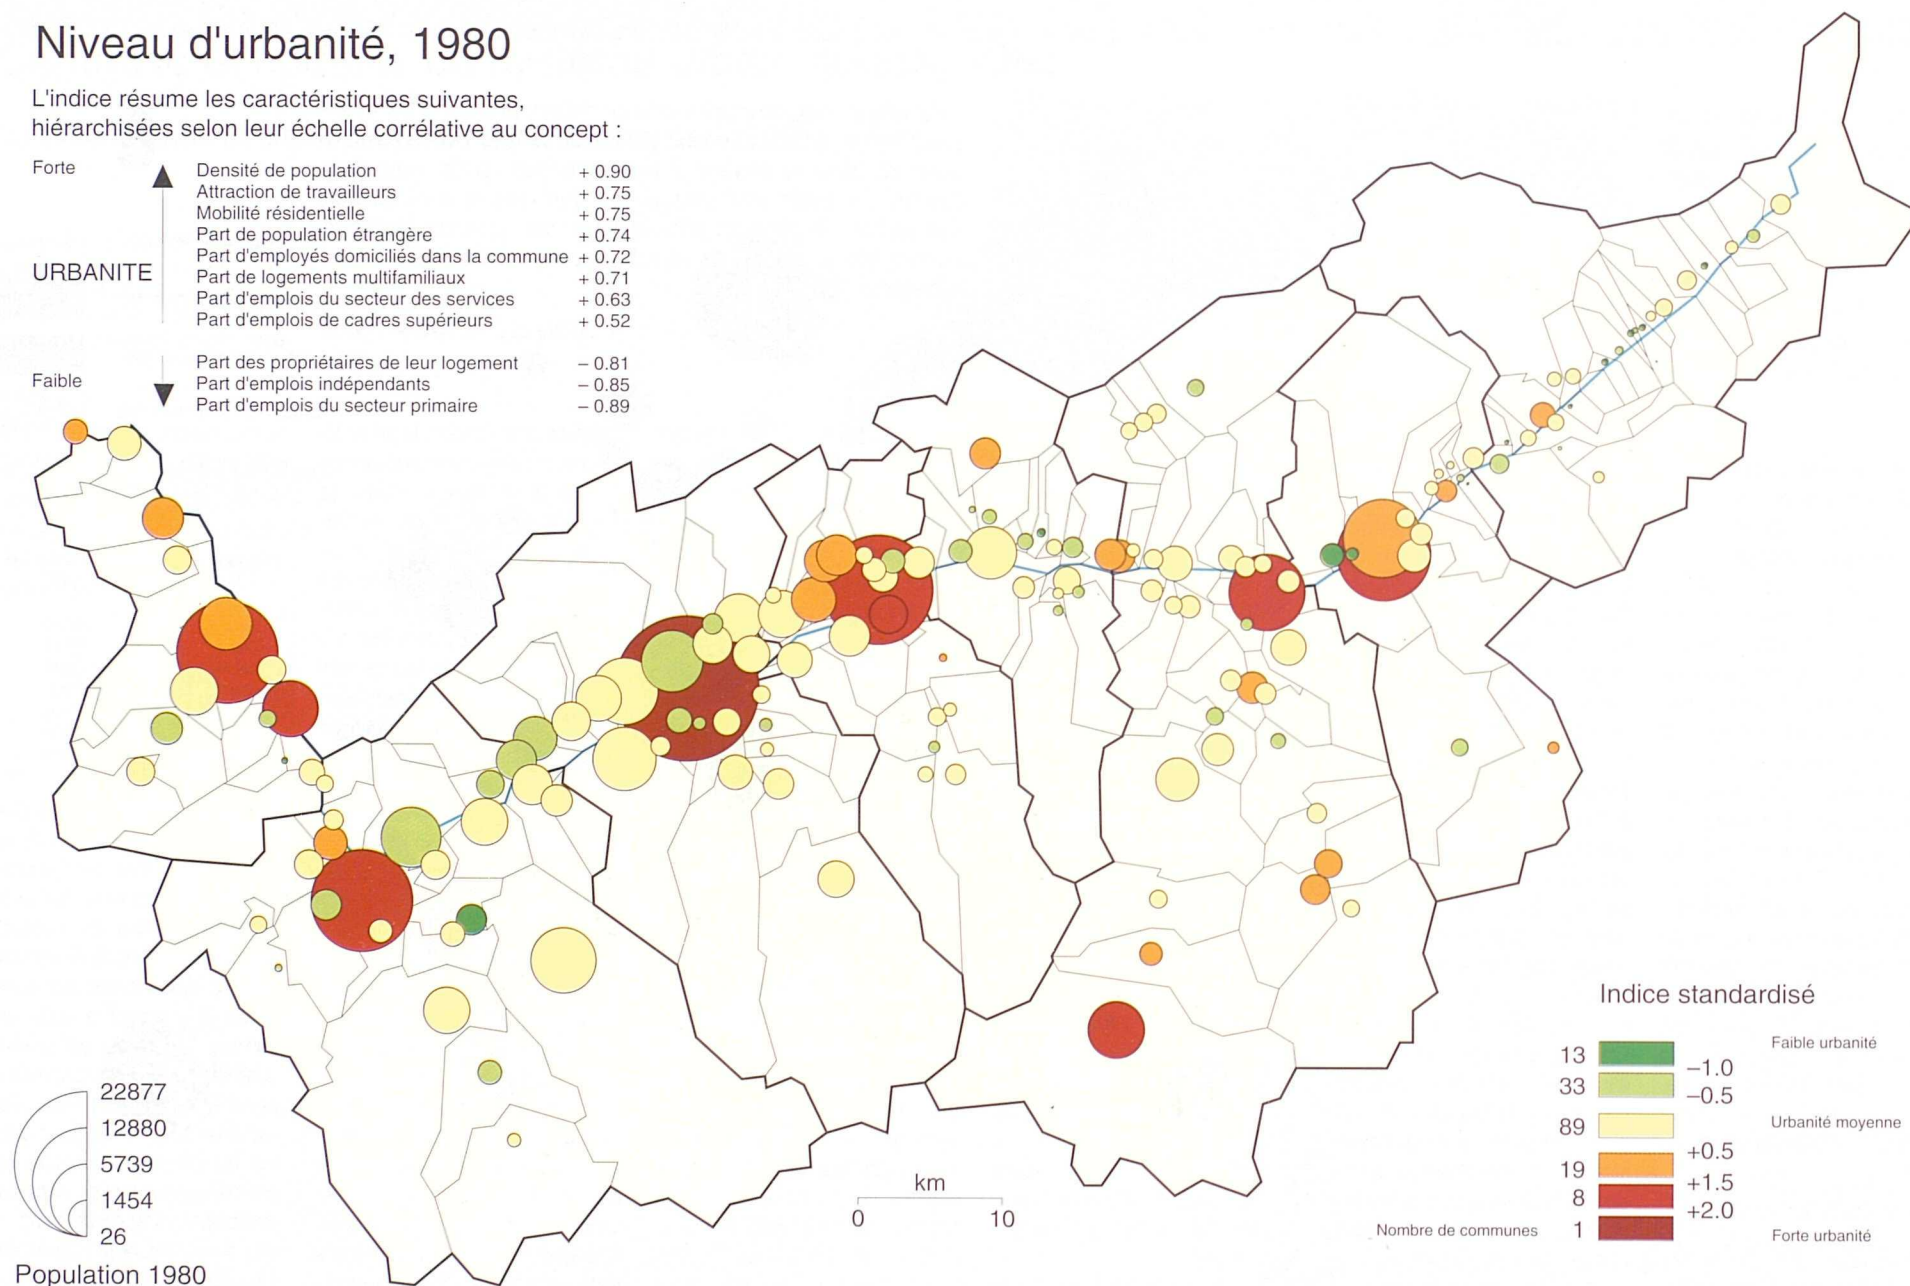 Niveau d'urbanité, 1980
L'indice résume les caractéristiques suivantes,
hiérarchisées selon leur échelle corrélative au concept :
Forte
URBANITE
Faible
Densité de population + 0.90
Attraction de travailleurs + 0.75
Mobilité résidentielle + 0.75
Part de population étrangère + 0.74
Part d'employés domiciliés dans la commune + 0.72
Part de logements multifamiliaux + 0.71
Part d'emplois du secteur des services + 0.63
Part d'emplois de cadres supérieurs + 0.52
Part des propriétaires de leur logement – 0.81
Part d'emplois indépendants – 0.85
Part d'emplois du secteur primaire – 0.89
22877
12880
5739
1454
26
Population 1980
km
0 10
Indice standardisé
13 Faible urbanité
–1.0
33
–0.5
89 Urbanité moyenne
+0.5
19
+1.5
8
+2.0
Nombre de communes 1 Forte urbanité